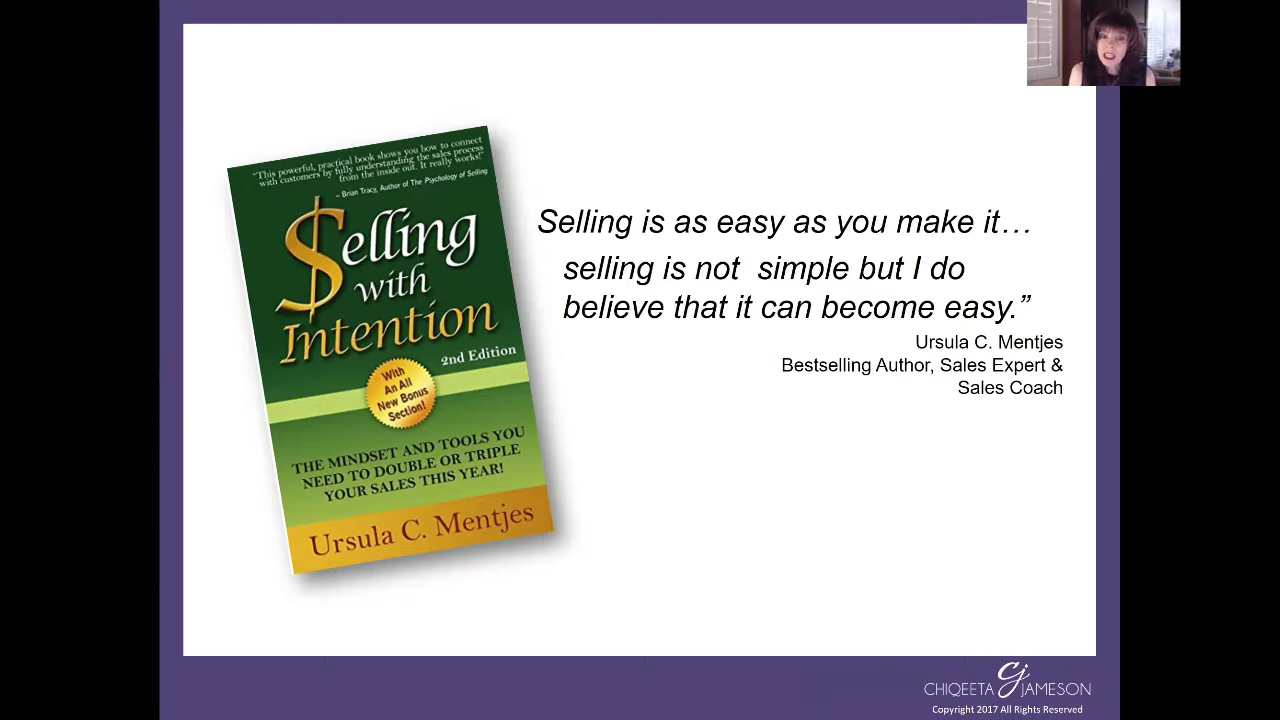 "This powerful, practical book shows you how to connect
with customers by fully understanding the sales process
from the inside out. It really works!"
– Brian Tracy, Author of The Psychology of Selling
$elling
with
Intention
2nd Edition
With
An All
New Bonus
Section!
THE MINDSET AND TOOLS YOU
NEED TO DOUBLE OR TRIPLE
YOUR SALES THIS YEAR!
Ursula C. Mentjes
Selling is as easy as you make it…
selling is not  simple but I do
believe that it can become easy.”
Ursula C. Mentjes
Bestselling Author, Sales Expert &
Sales Coach
CHIQEETA cj JAMESON
Copyright 2017 All Rights Reserved